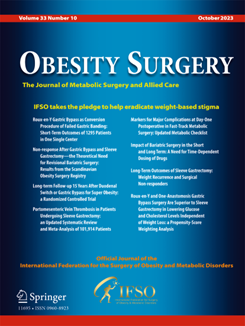 Volume 33 Number 10
October 2023
OBESITY SURGERY
The Journal of Metabolic Surgery and Allied Care
IFSO takes the pledge to help eradicate weight-based stigma
Roux-en-Y Gastric Bypass as Conversion
Procedure of Failed Gastric Banding:
Short-Term Outcomes of 1295 Patients
in One Single Center
Non-response After Gastric Bypass and Sleeve
Gastrectomy—the Theoretical Need
for Revisional Bariatric Surgery:
Results from the Scandinavian
Obesity Surgery Registry
Long-term Follow-up 15 Years After Duodenal
Switch or Gastric Bypass for Super Obesity:
a Randomized Controlled Trial
Portomesenteric Vein Thrombosis in Patients
Undergoing Sleeve Gastrectomy:
an Updated Systematic Review
and Meta-Analysis of 101,914 Patients
Markers for Major Complications at Day-One
Postoperative in Fast-Track Metabolic
Surgery: Updated Metabolic Checklist
Impact of Bariatric Surgery in the Short
and Long Term: A Need for Time-Dependent
Dosing of Drugs
Long Term Outcomes of Sleeve Gastrectomy:
Weight Recurrence and Surgical
Non-responders
Roux-en-Y and One-Anastomosis Gastric
Bypass Surgery Are Superior to Sleeve
Gastrectomy in Lowering Glucose
and Cholesterol Levels Independent
of Weight Loss: a Propensity-Score
Weighting Analysis
Official Journal of the
International Federation for the Surgery of Obesity and Metabolic Disorders
Springer
11695 • ISSN 0960-8923
IFSO